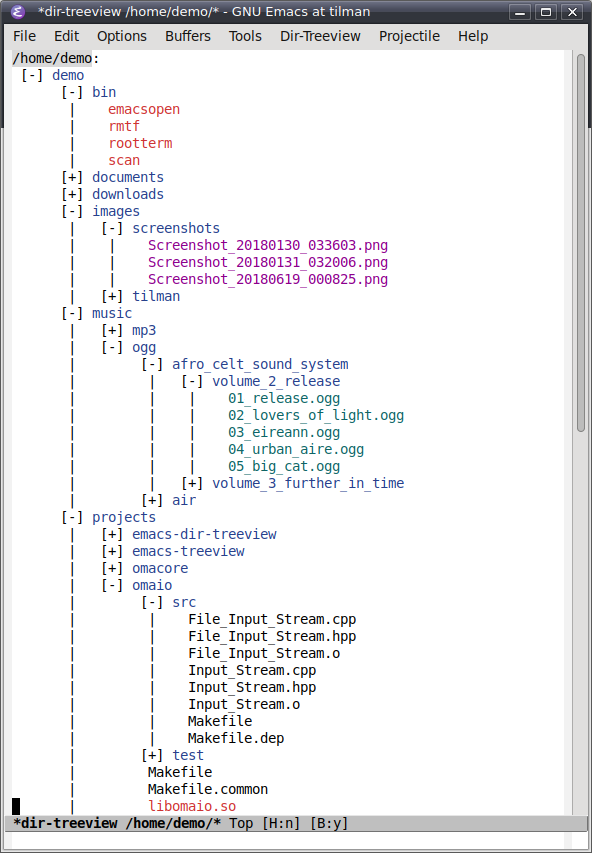 *dir-treeview /home/demo/* - GNU Emacs at tilman
File Edit Options Buffers Tools Dir-Treeview Projectile Help
/home/demo:
[-] demo
[-] bin
| emacsopen
| rmtf
| rootterm
| scan
[+] documents
[+] downloads
[-] images
| [-] screenshots
| | Screenshot_20180130_033603.png
| | Screenshot_20180131_032006.png
| | Screenshot_20180619_000825.png
| [+] tilman
[-] music
| [+] mp3
| [-] ogg
| [-] afro_celt_sound_system
| | [-] volume_2_release
| | | 01_release.ogg
| | | 02_lovers_of_light.ogg
| | | 03_eireann.ogg
| | | 04_urban_aire.ogg
| | | 05_big_cat.ogg
| | [+] volume_3_further_in_time
| [+] air
[-] projects
| [+] emacs-dir-treeview
| [+] emacs-treeview
| [+] omacore
| [-] omaio
| [-] src
| | File_Input_Stream.cpp
| | File_Input_Stream.hpp
| | File_Input_Stream.o
| | Input_Stream.cpp
| | Input_Stream.hpp
| | Input_Stream.o
| | Makefile
| | Makefile.dep
| [+] test
| Makefile
| Makefile.common
| libomaio.so
*dir-treeview /home/demo/* Top [H:n] [B:y]